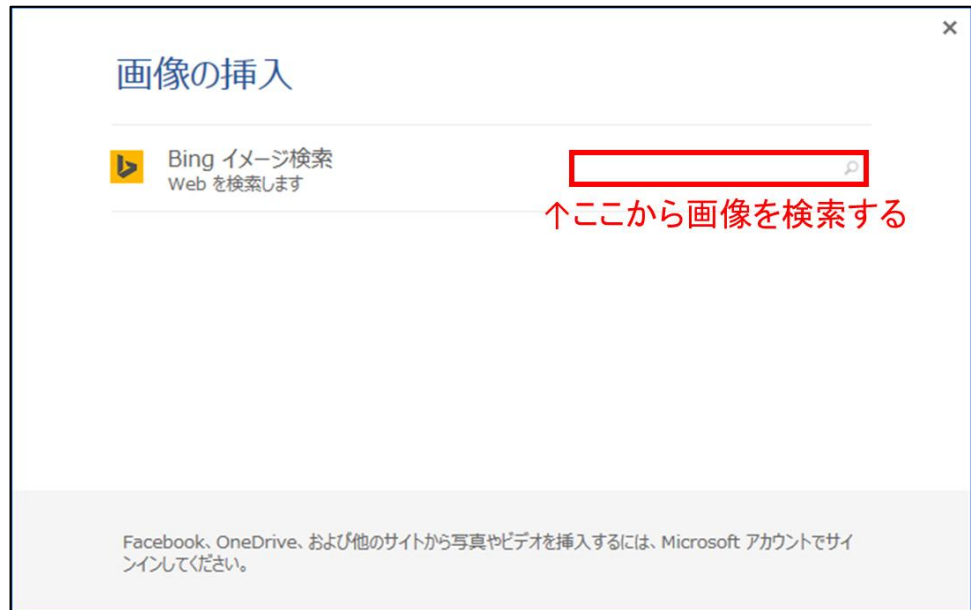 画像の挿入
Bing イメージ検索
Web を検索します
↑ここから画像を検索する
Facebook、OneDrive、および他のサイトから写真やビデオを挿入するには、Microsoft アカウントでサイ
ンインしてください。